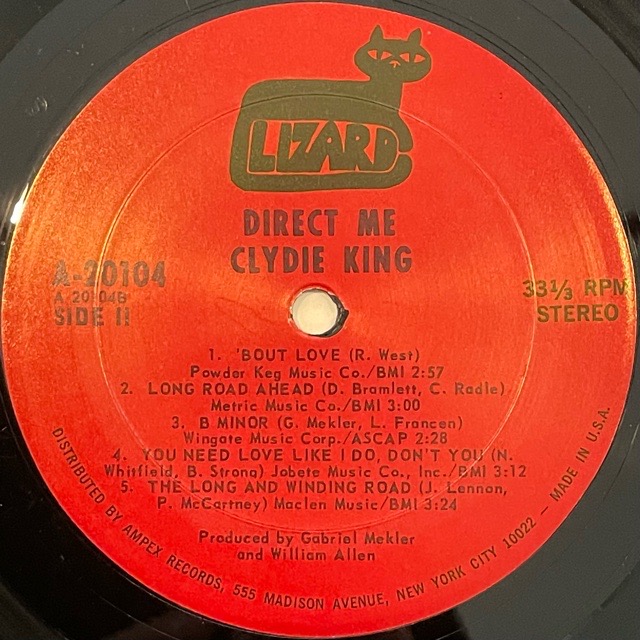 LIZARD
DIRECT ME
CLYDIE KING
A-20104
A 20104B
SIDE II
33⅓ RPM
STEREO
1. 'BOUT LOVE (R. West)
Powder Keg Music Co./BMI 2:57
2. LONG ROAD AHEAD (D. Bramlett, C. Radle)
Metric Music Co./BMI 3:00
3. B MINOR (G. Mekler, L. Francen)
Wingate Music Corp./ASCAP 2:28
4. YOU NEED LOVE LIKE I DO, DON'T YOU (N.
Whitfield, B. Strong) Jobete Music Co., Inc./BMI 3:12
5. THE LONG AND WINDING ROAD (J. Lennon,
P. McCartney) Maclen Music/BMI 3:24
Produced by Gabriel Mekler
and William Allen
DISTRIBUTED BY AMPEX RECORDS, 555 MADISON AVENUE, NEW YORK CITY 10022 — MADE IN U.S.A.